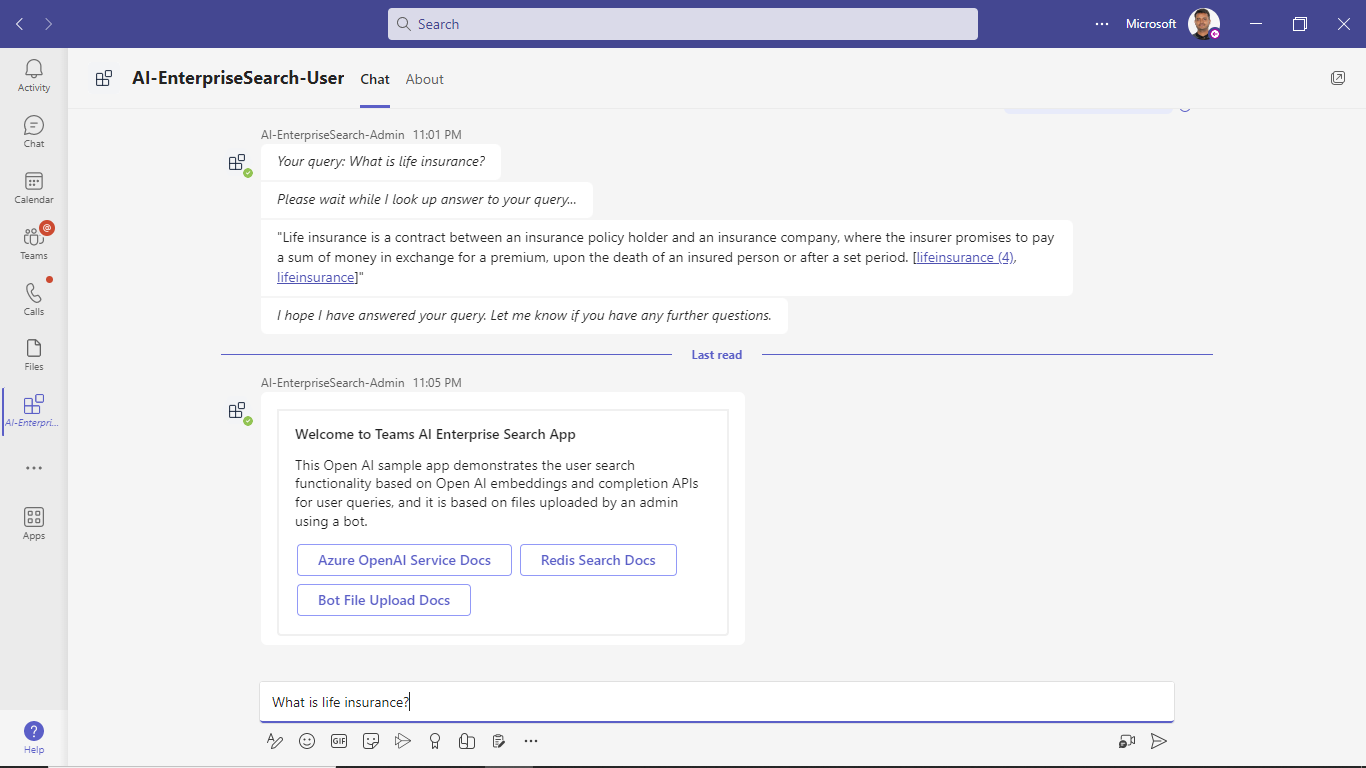 Search
Microsoft
Activity
Chat
Calendar
@
Teams
Calls
Files
AI-Enterpri...
Apps
?
Help
AI-EnterpriseSearch-User Chat About
AI-EnterpriseSearch-Admin 11:01 PM
Your query: What is life insurance?
Please wait while I look up answer to your query...
"Life insurance is a contract between an insurance policy holder and an insurance company, where the insurer promises to pay
a sum of money in exchange for a premium, upon the death of an insured person or after a set period. [lifeinsurance (4),
lifeinsurance]"
I hope I have answered your query. Let me know if you have any further questions.
Last read
AI-EnterpriseSearch-Admin 11:05 PM
Welcome to Teams AI Enterprise Search App
This Open AI sample app demonstrates the user search
functionality based on Open AI embeddings and completion APIs
for user queries, and it is based on files uploaded by an admin
using a bot.
Azure OpenAI Service Docs
Redis Search Docs
Bot File Upload Docs
What is life insurance?
GIF